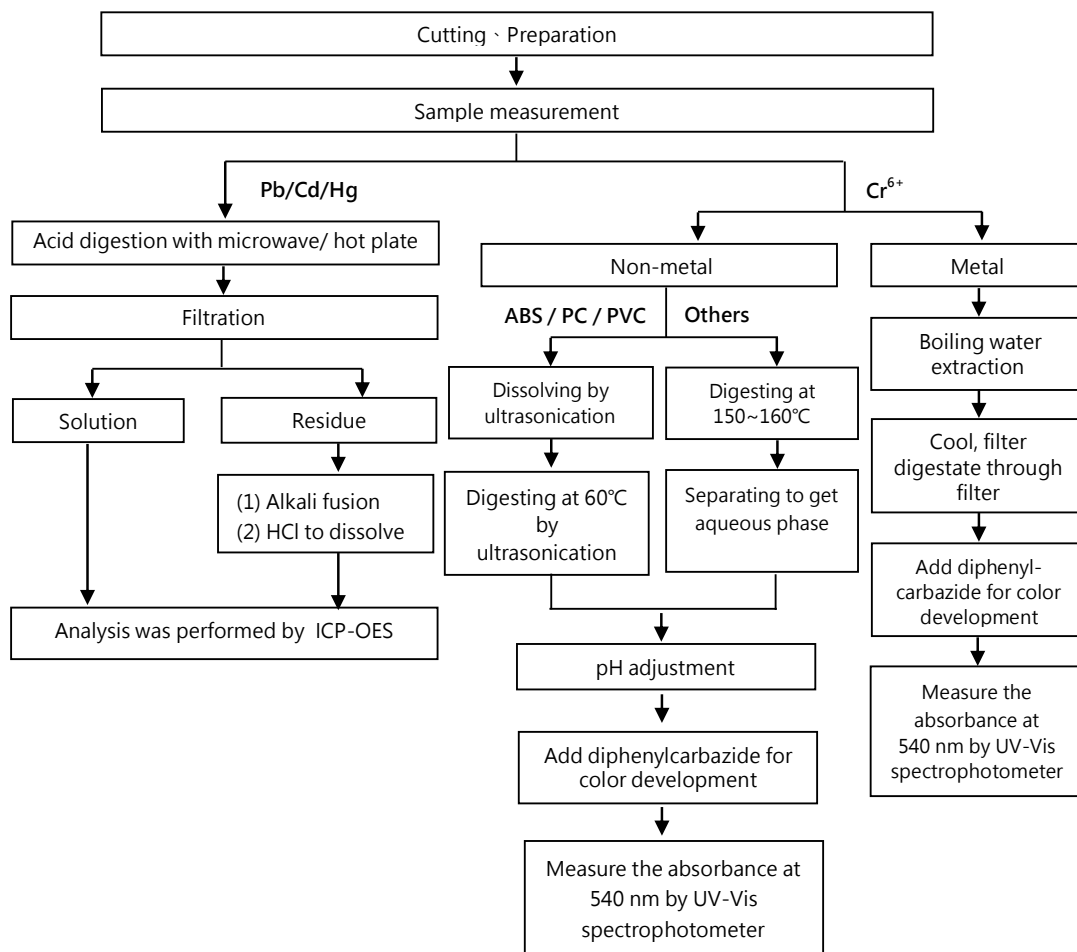 Cutting、Preparation
Sample measurement
Pb/Cd/Hg
Cr⁶⁺
Acid digestion with microwave/ hot plate
Filtration
Solution
Residue
(1) Alkali fusion
(2) HCl to dissolve
Analysis was performed by ICP-OES
Non-metal
ABS / PC / PVC
Others
Dissolving by
ultrasonication
Digesting at 60℃
by
ultrasonication
Digesting at
150~160℃
Separating to get
aqueous phase
pH adjustment
Add diphenylcarbazide for
color development
Measure the absorbance at
540 nm by UV-Vis
spectrophotometer
Metal
Boiling water
extraction
Cool, filter
digestate through
filter
Add diphenyl-
carbazide for color
development
Measure the
absorbance at
540 nm by UV-Vis
spectrophotometer